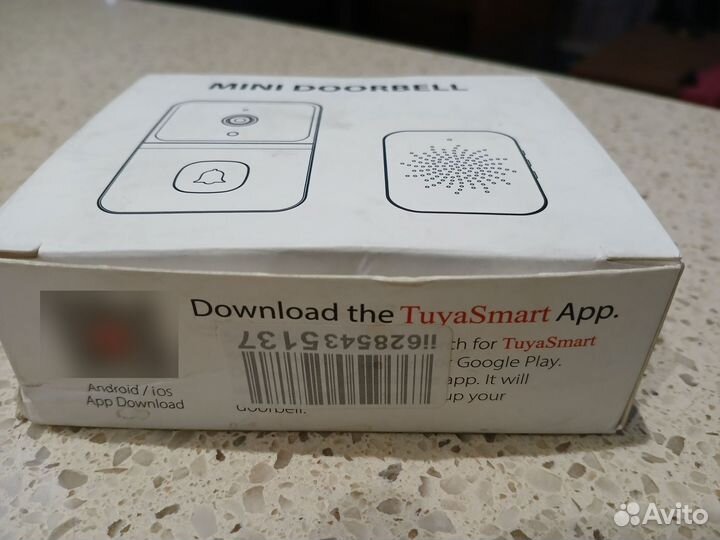 MINI DOORBELL
Download the TuyaSmart App.
ch for TuyaSmart
Google Play.
app. It will
up your
doorbell.
ii6285435137
Android / ios
App Download
Avito